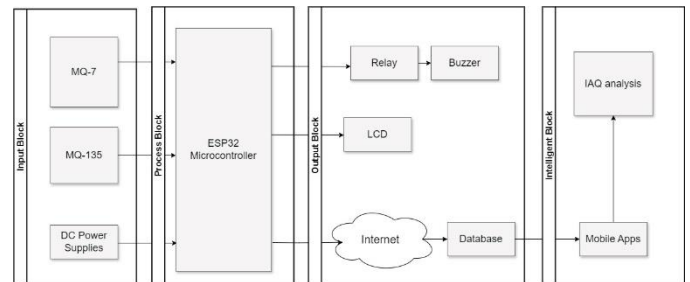 Input Block
MQ-7
MQ-135
DC Power
Supplies
Process Block
ESP32
Microcontroller
Output Block
Relay
Buzzer
LCD
Internet
Database
Intelligent Block
IAQ analysis
Mobile Apps